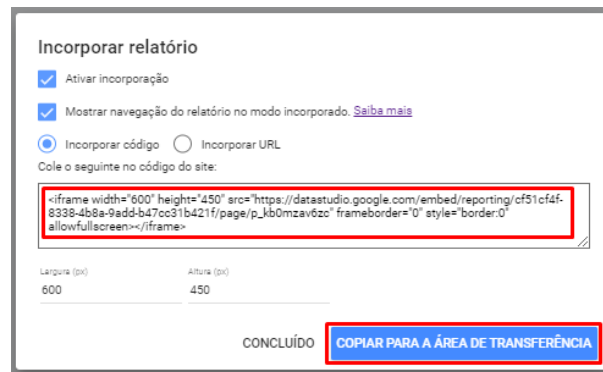 Incorporar relatório
Ativar incorporação
Mostrar navegação do relatório no modo incorporado. Saiba mais
Incorporar código Incorporar URL
Cole o seguinte no código do site:
<iframe width="600" height="450" src="https://datastudio.google.com/embed/reporting/cf51cf4f-
8338-4b8a-9add-b47cc31b421f/page/p_kb0mzav6zc" frameborder="0" style="border:0"
allowfullscreen></iframe>
Largura (px) Altura (px)
600 450
CONCLUÍDO COPIAR PARA A ÁREA DE TRANSFERÊNCIA